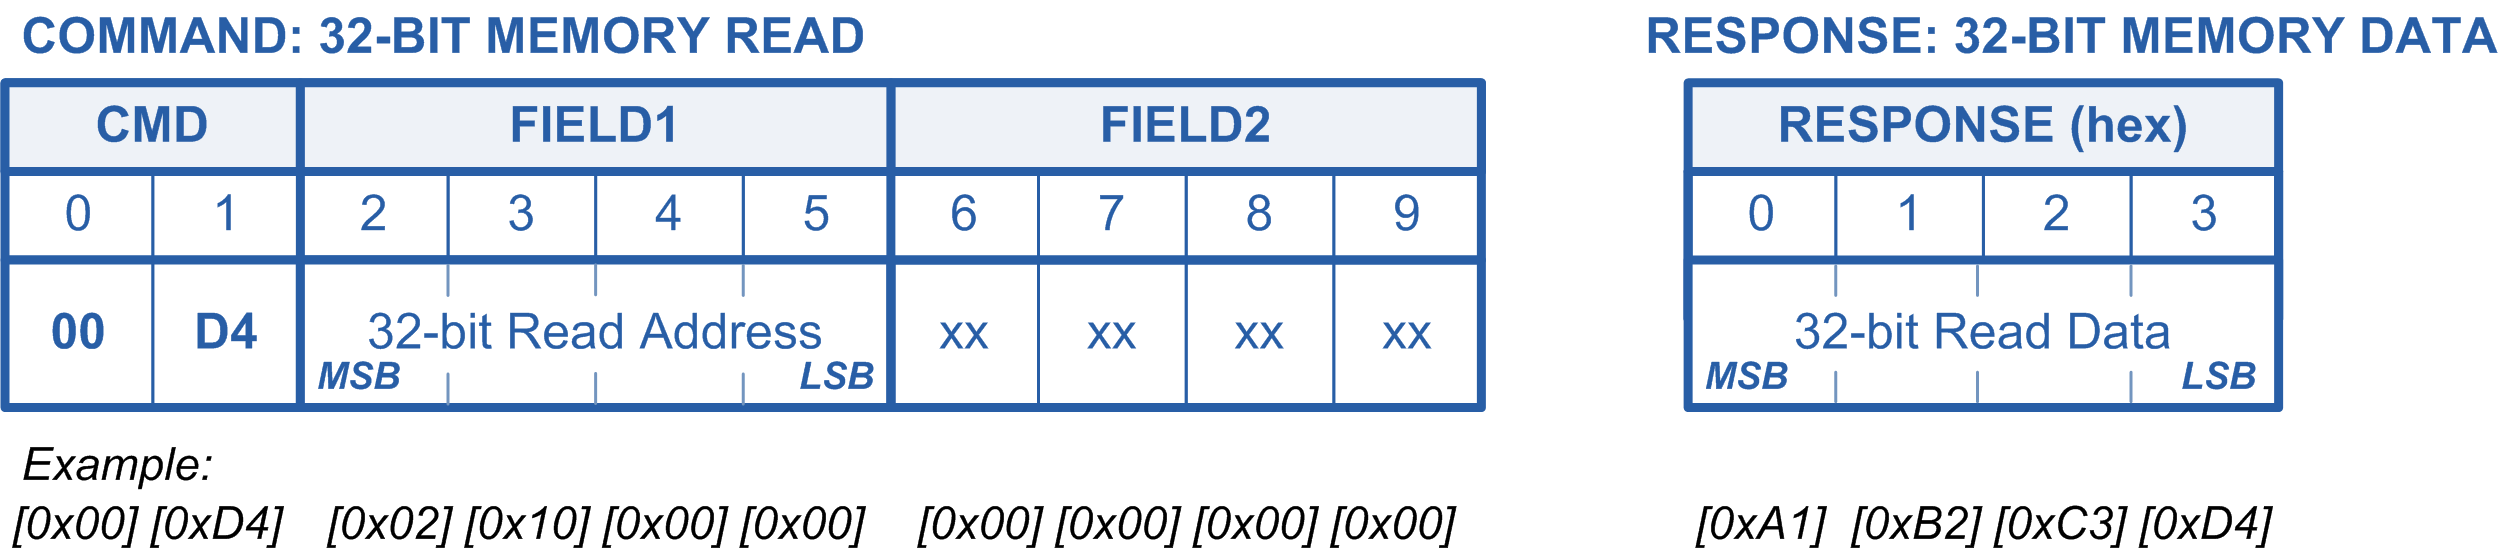 COMMAND: 32-BIT MEMORY READ
CMD FIELD1 FIELD2
0 1 2 3 4 5 6 7 8 9
00 D4 32-bit Read Address xx xx xx xx
MSB LSB
Example:
[0x00] [0xD4] [0x02] [0x10] [0x00] [0x00] [0x00] [0x00] [0x00] [0x00]
RESPONSE: 32-BIT MEMORY DATA
RESPONSE (hex)
0 1 2 3
32-bit Read Data
MSB LSB
[0xA1] [0xB2] [0xC3] [0xD4]